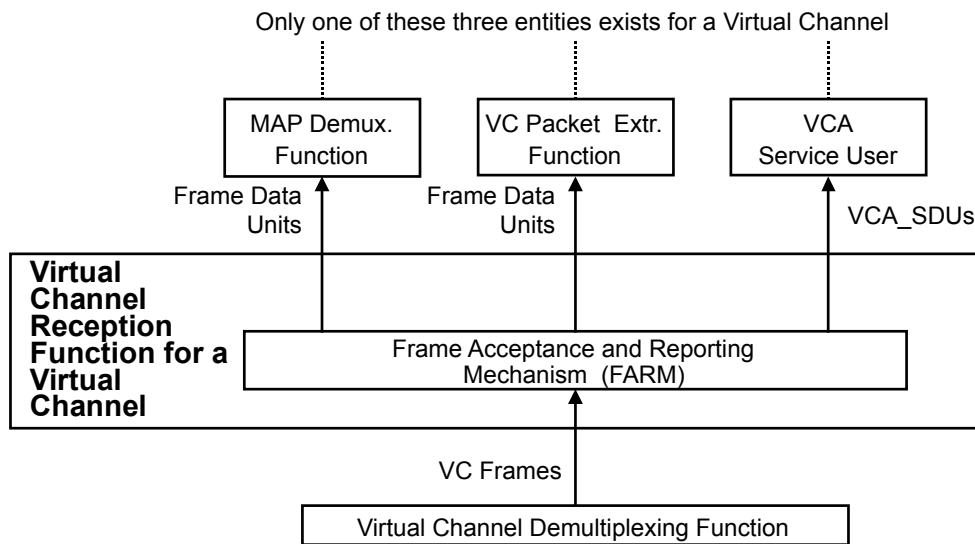 Only one of these three entities exists for a Virtual Channel
MAP Demux.
Function
VC Packet Extr.
Function
VCA
Service User
Frame Data
Units
Frame Data
Units
VCA_SDUs
Virtual
Channel
Reception
Function for a
Virtual
Channel
Frame Acceptance and Reporting
Mechanism (FARM)
VC Frames
Virtual Channel Demultiplexing Function